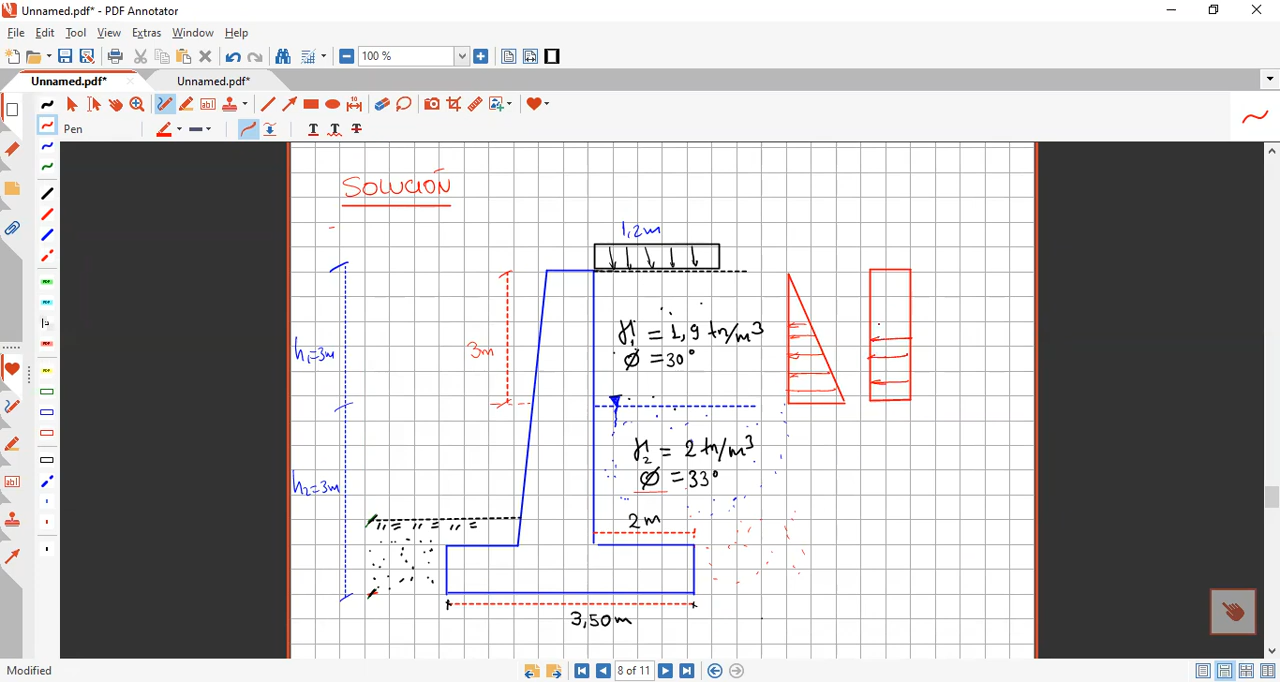 Unnamed.pdf* - PDF Annotator
File Edit Tool View Extras Window Help
100 %
Unnamed.pdf* Unnamed.pdf*
Pen
SOLUCIÓN
1,2m
h₁=3m
3m
γ₁ = 1,9 tn/m³
Ø = 30°
h₂=3m
γ₂ = 2 tn/m³
Ø = 33°
2 m
3,50m
Modified
8 of 11